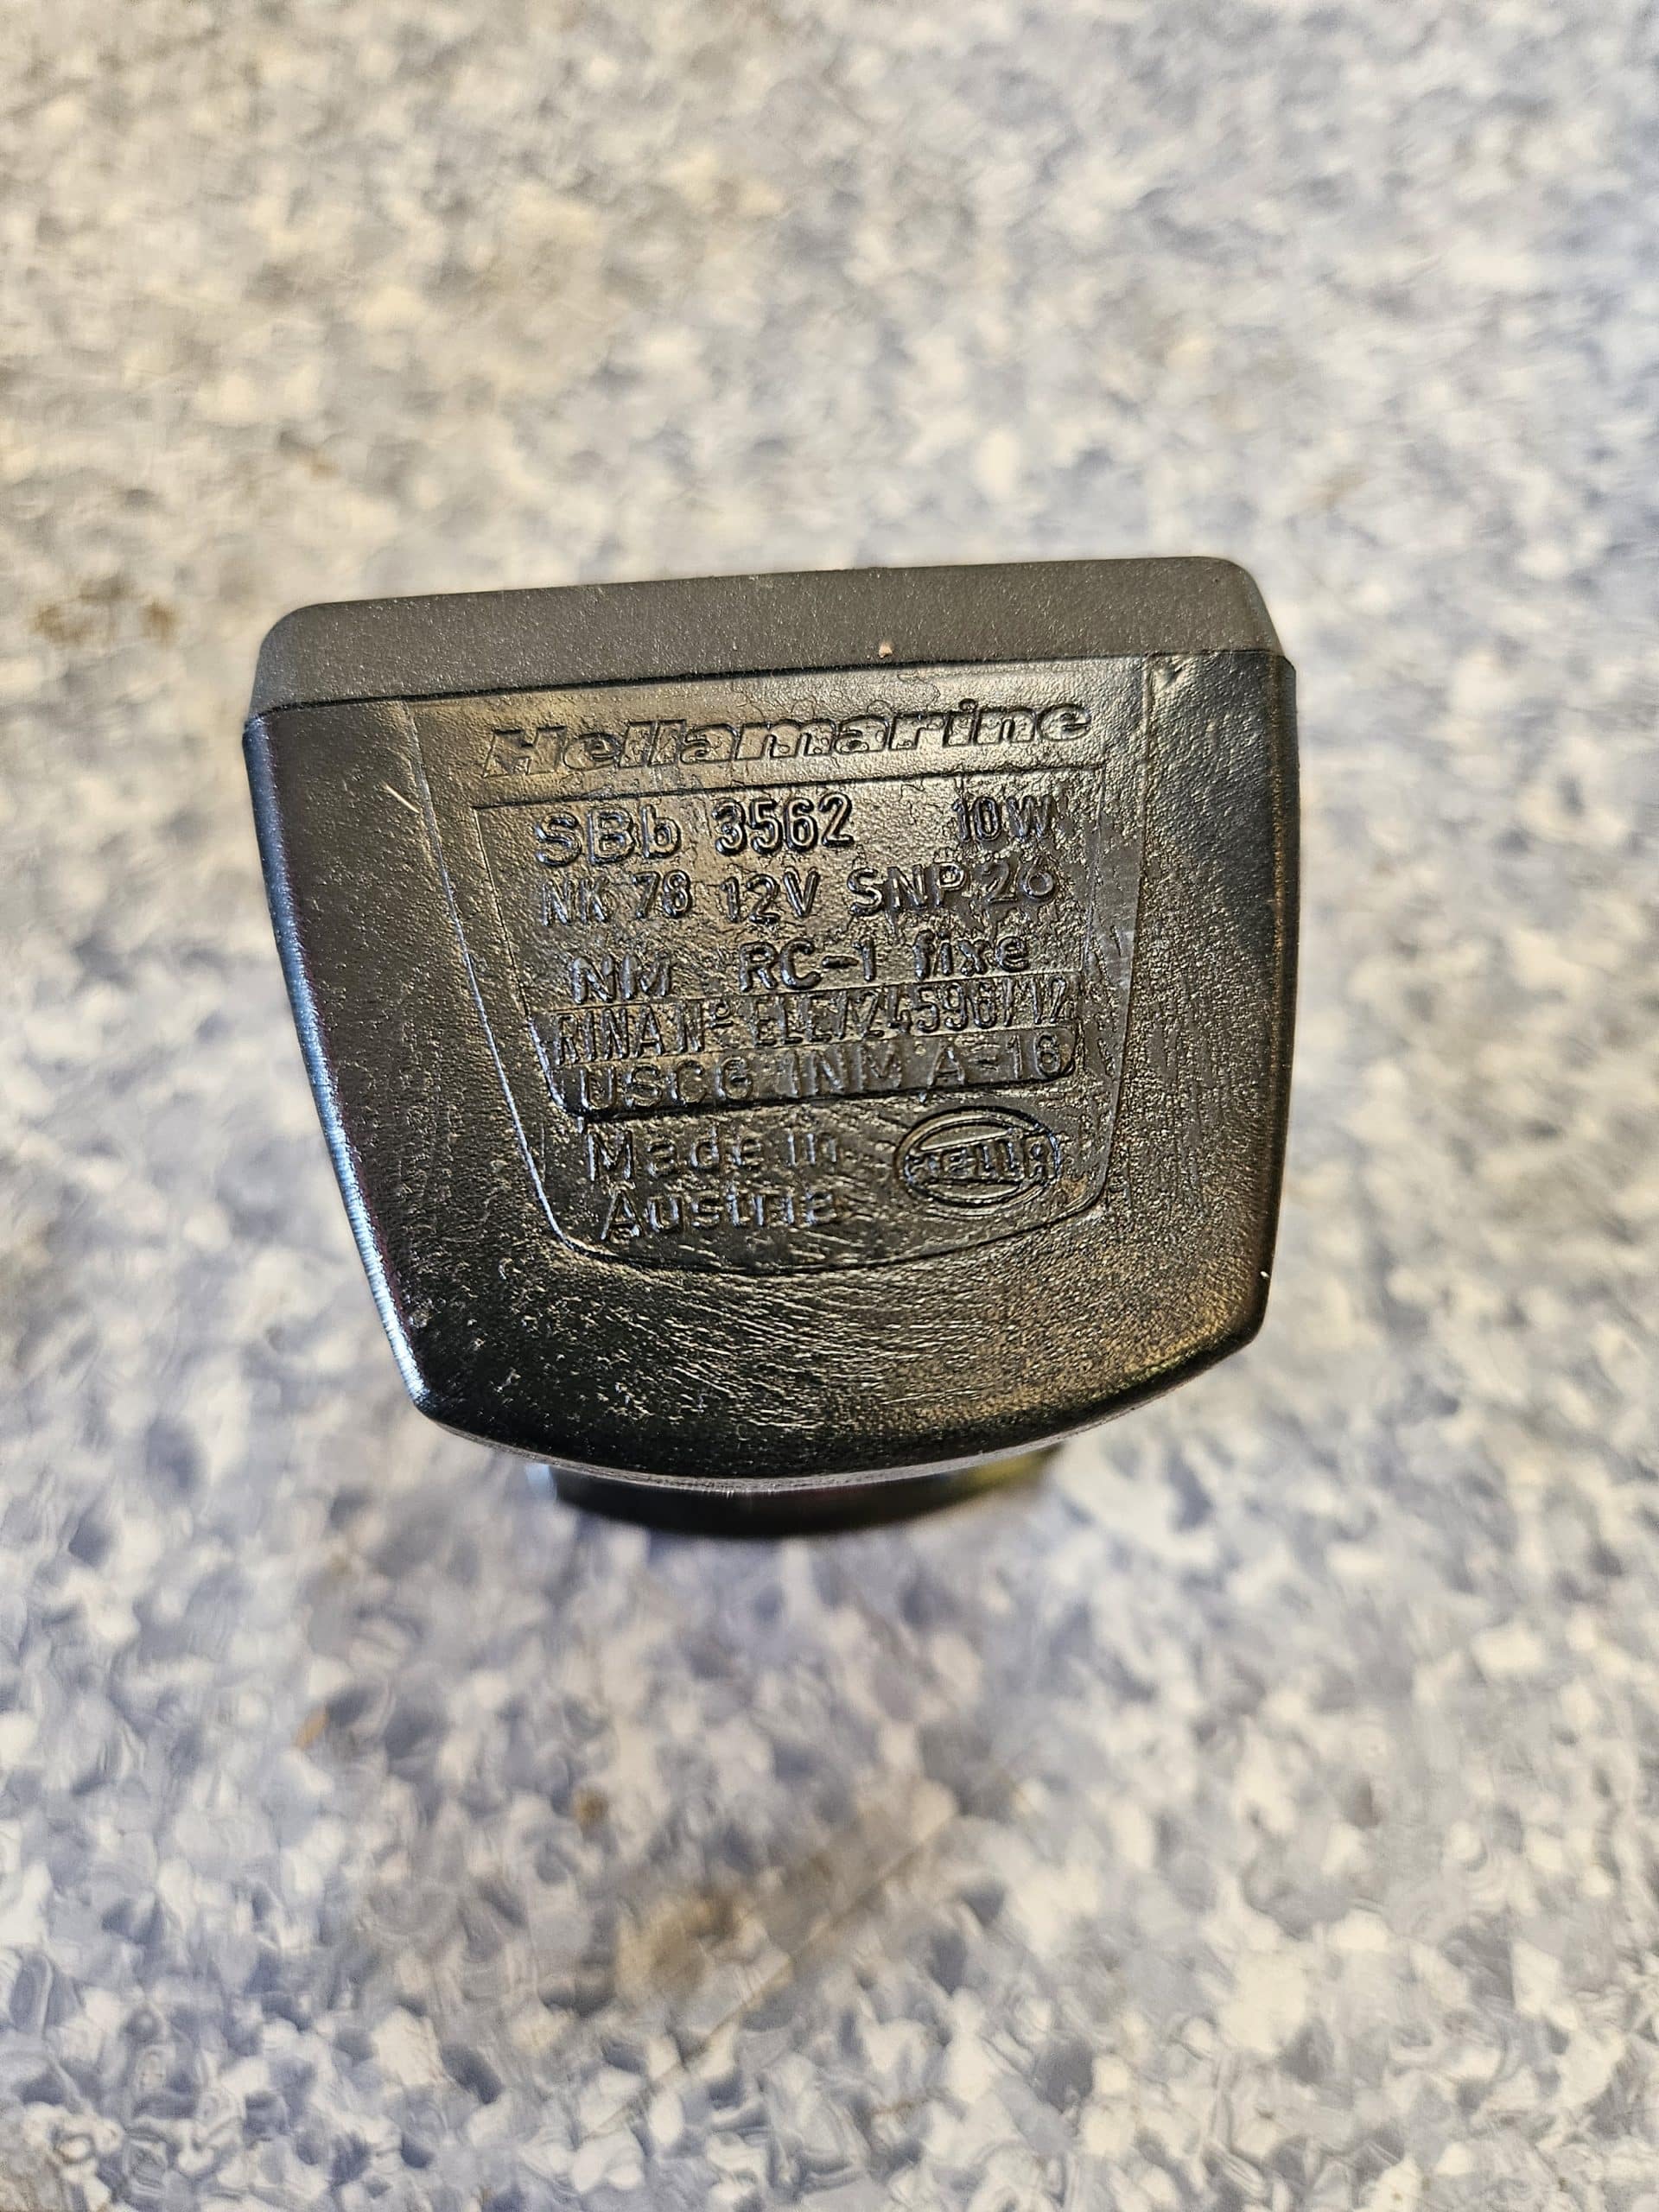 Hellamarine
SBb 3562 10W
NK 78 12V SNP 26
NM RC-1 fixe
RINA Nº ELE/24596/12
USCG 1NM A-16
Made in
Austria
HELLA